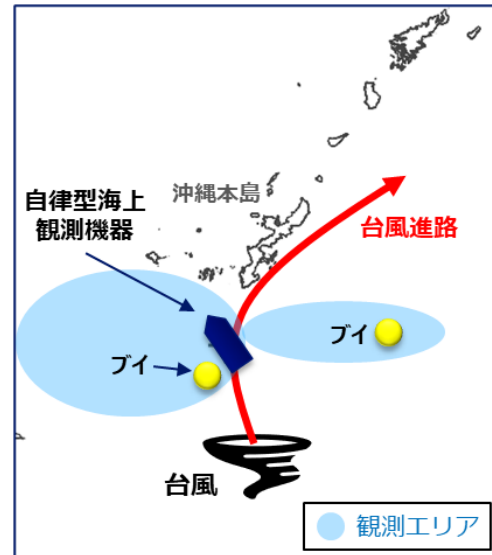 沖縄本島
自律型海上
観測機器
台風進路
ブイ
ブイ
台風
観測エリア